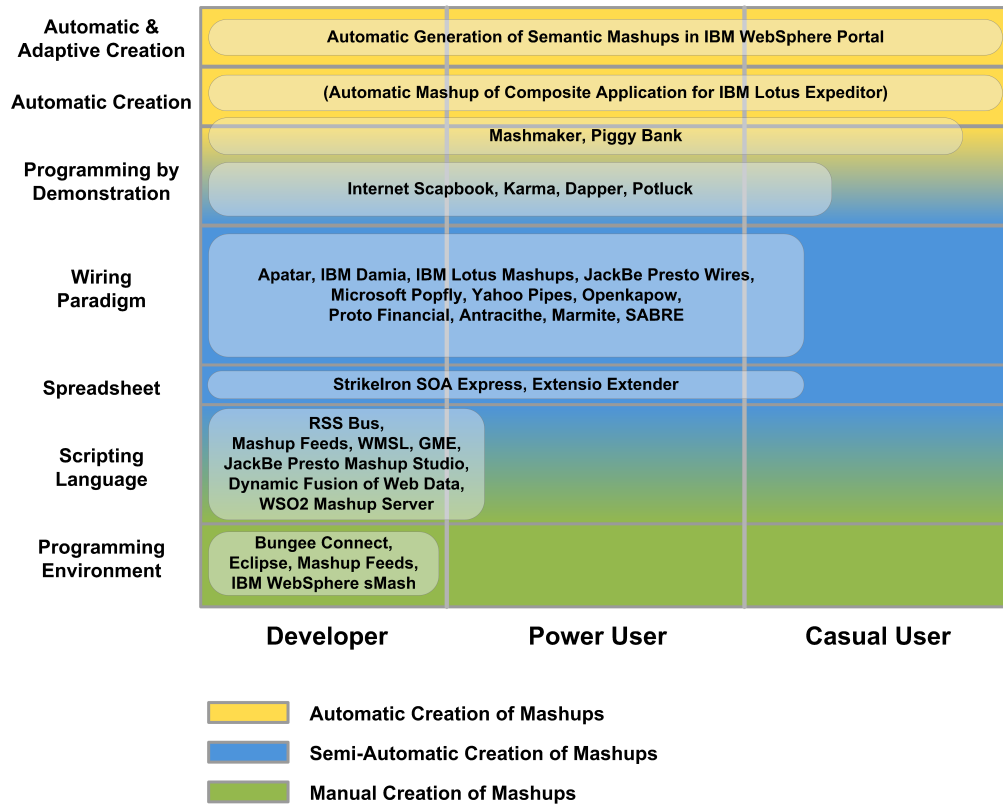 Automatic &
Adaptive Creation
Automatic Generation of Semantic Mashups in IBM WebSphere Portal
Automatic Creation
(Automatic Mashup of Composite Application for IBM Lotus Expeditor)
Mashmaker, Piggy Bank
Programming by
Demonstration
Internet Scapbook, Karma, Dapper, Potluck
Wiring
Paradigm
Apatar, IBM Damia, IBM Lotus Mashups, JackBe Presto Wires,
Microsoft Popfly, Yahoo Pipes, Openkapow,
Proto Financial, Antracithe, Marmite, SABRE
Spreadsheet
StrikeIron SOA Express, Extensio Extender
Scripting
Language
RSS Bus,
Mashup Feeds, WMSL, GME,
JackBe Presto Mashup Studio,
Dynamic Fusion of Web Data,
WSO2 Mashup Server
Programming
Environment
Bungee Connect,
Eclipse, Mashup Feeds,
IBM WebSphere sMash
Developer
Power User
Casual User
Automatic Creation of Mashups
Semi-Automatic Creation of Mashups
Manual Creation of Mashups